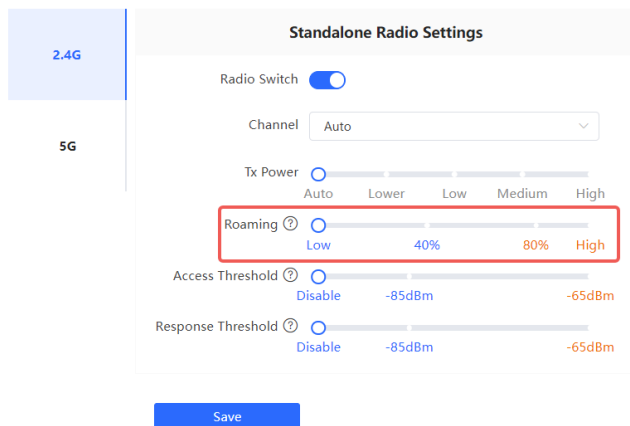 2.4G
5G
Standalone Radio Settings
Radio Switch
Channel Auto
Tx Power
Auto Lower Low Medium High
Roaming ?
Low 40% 80% High
Access Threshold ?
Disable -85dBm -65dBm
Response Threshold ?
Disable -85dBm -65dBm
Save